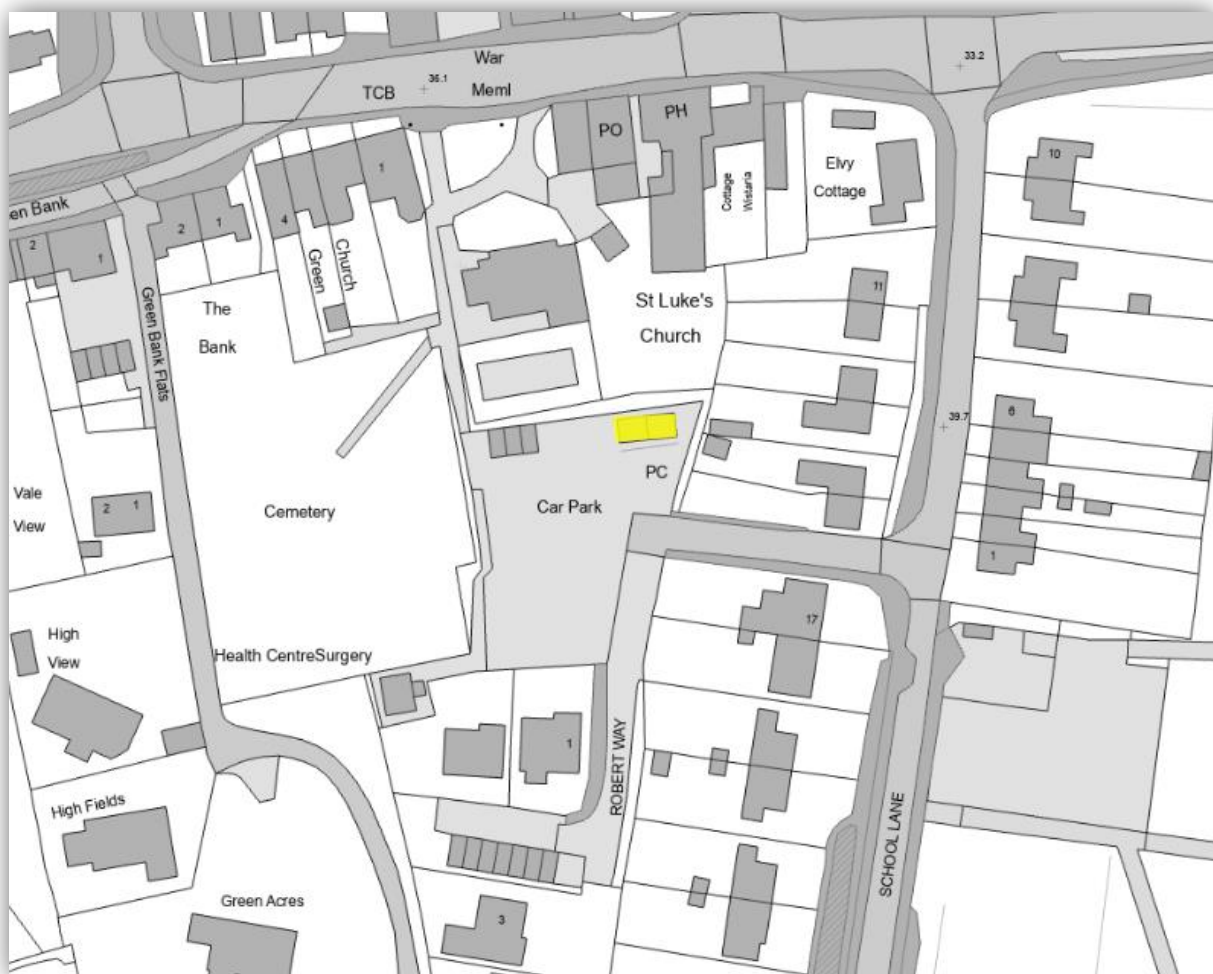 War
Meml
TCB
36.1
33.2
PO
PH
10
Elvy
Cottage
Cottage
Wistaria
1
en Bank
2
1
2
1
4
Green
Church
11
Green Bank Flats
The
Bank
St Luke's
Church
6
39.7
PC
Vale
View
2
1
Cemetery
Car Park
1
17
High
View
Health CentreSurgery
1
ROBERT WAY
High Fields
SCHOOL LANE
Green Acres
3